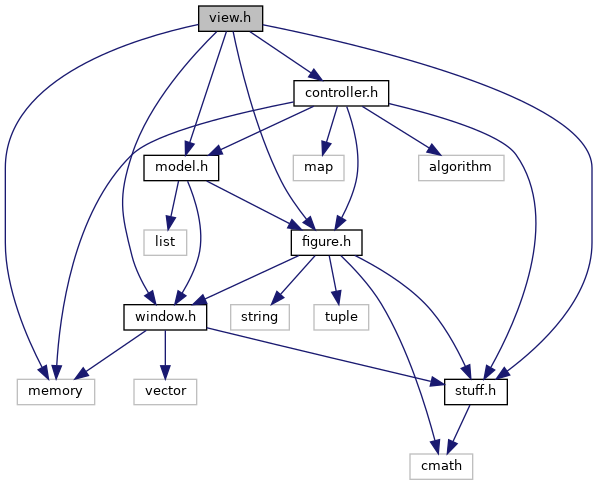 view.h
controller.h
model.h
map
algorithm
list
figure.h
window.h
string
tuple
memory
vector
stuff.h
cmath